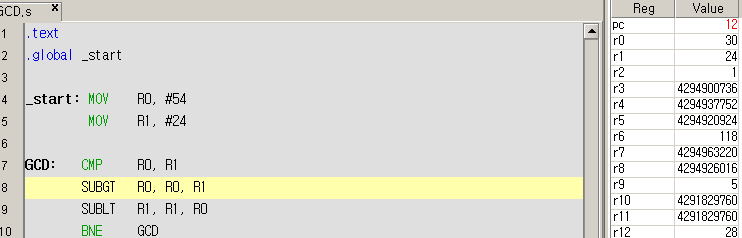 GCD.s x
Reg Value
1 .text
2 .global _start
3
4 _start: MOV R0, #54
5 MOV R1, #24
6
7 GCD: CMP R0, R1
8 SUBGT R0, R0, R1
9 SUBLT R1, R1, R0
10 BNE GCD
pc 12
r0 30
r1 24
r2 1
r3 4294900736
r4 4294937752
r5 4294920924
r6 118
r7 4294963220
r8 4294926016
r9 5
r10 4291829760
r11 4291829760
r12 28